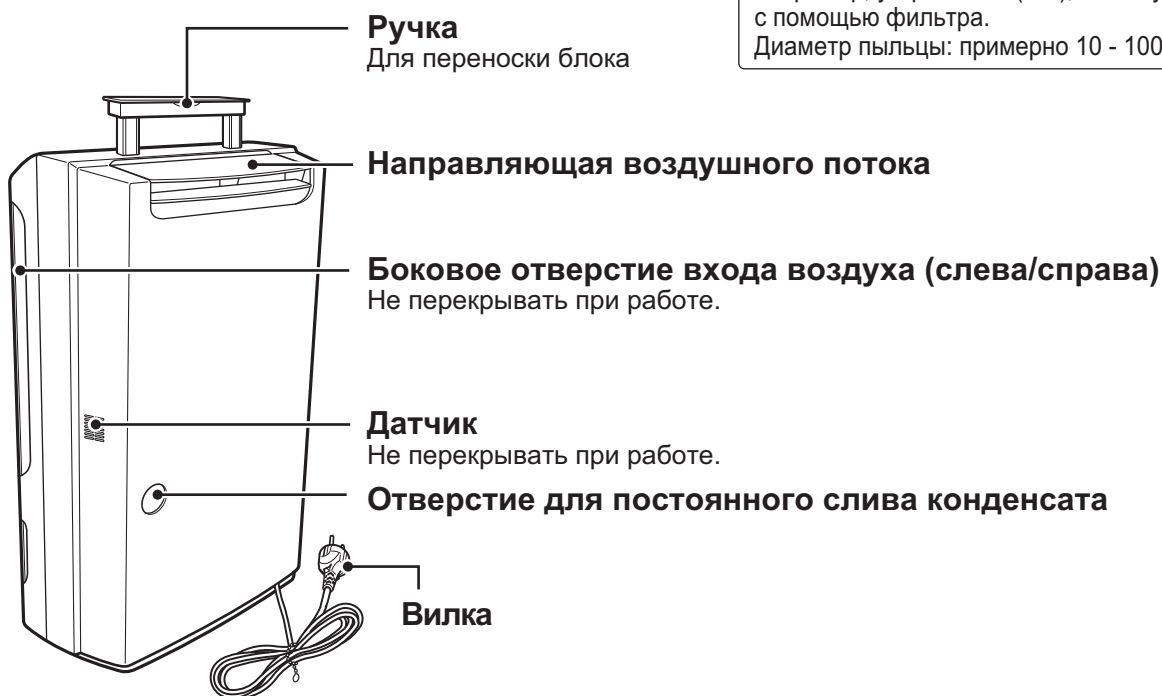 с помощью фильтра.
Диаметр пыльцы: примерно 10 - 100
Ручка
Для переноски блока
Направляющая воздушного потока
Боковое отверстие входа воздуха (слева/справа)
Не перекрывать при работе.
Датчик
Не перекрывать при работе.
Отверстие для постоянного слива конденсата
Вилка